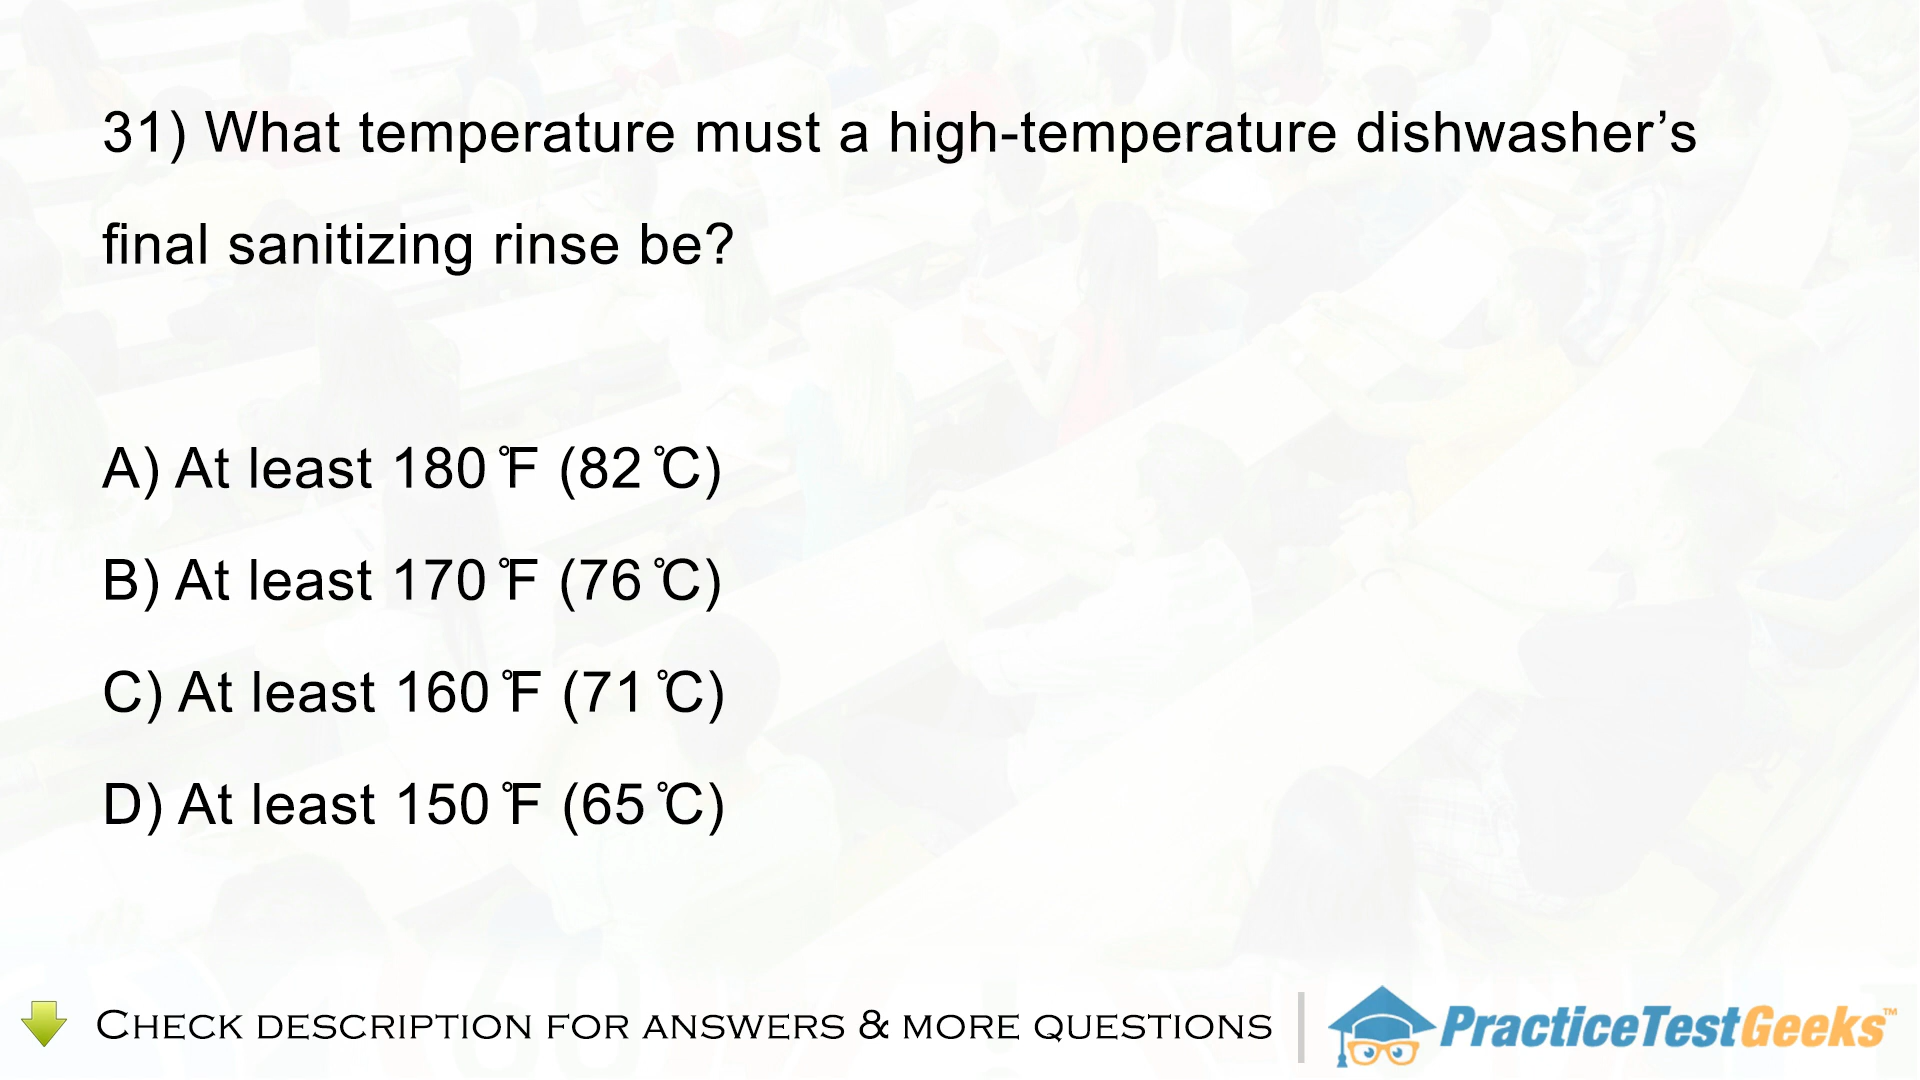 31) What temperature must a high-temperature dishwasher’s
final sanitizing rinse be?
A) At least 180°F (82°C)
B) At least 170°F (76°C)
C) At least 160°F (71°C)
D) At least 150°F (65°C)
Check description for answers & more questions
PracticeTestGeeks™